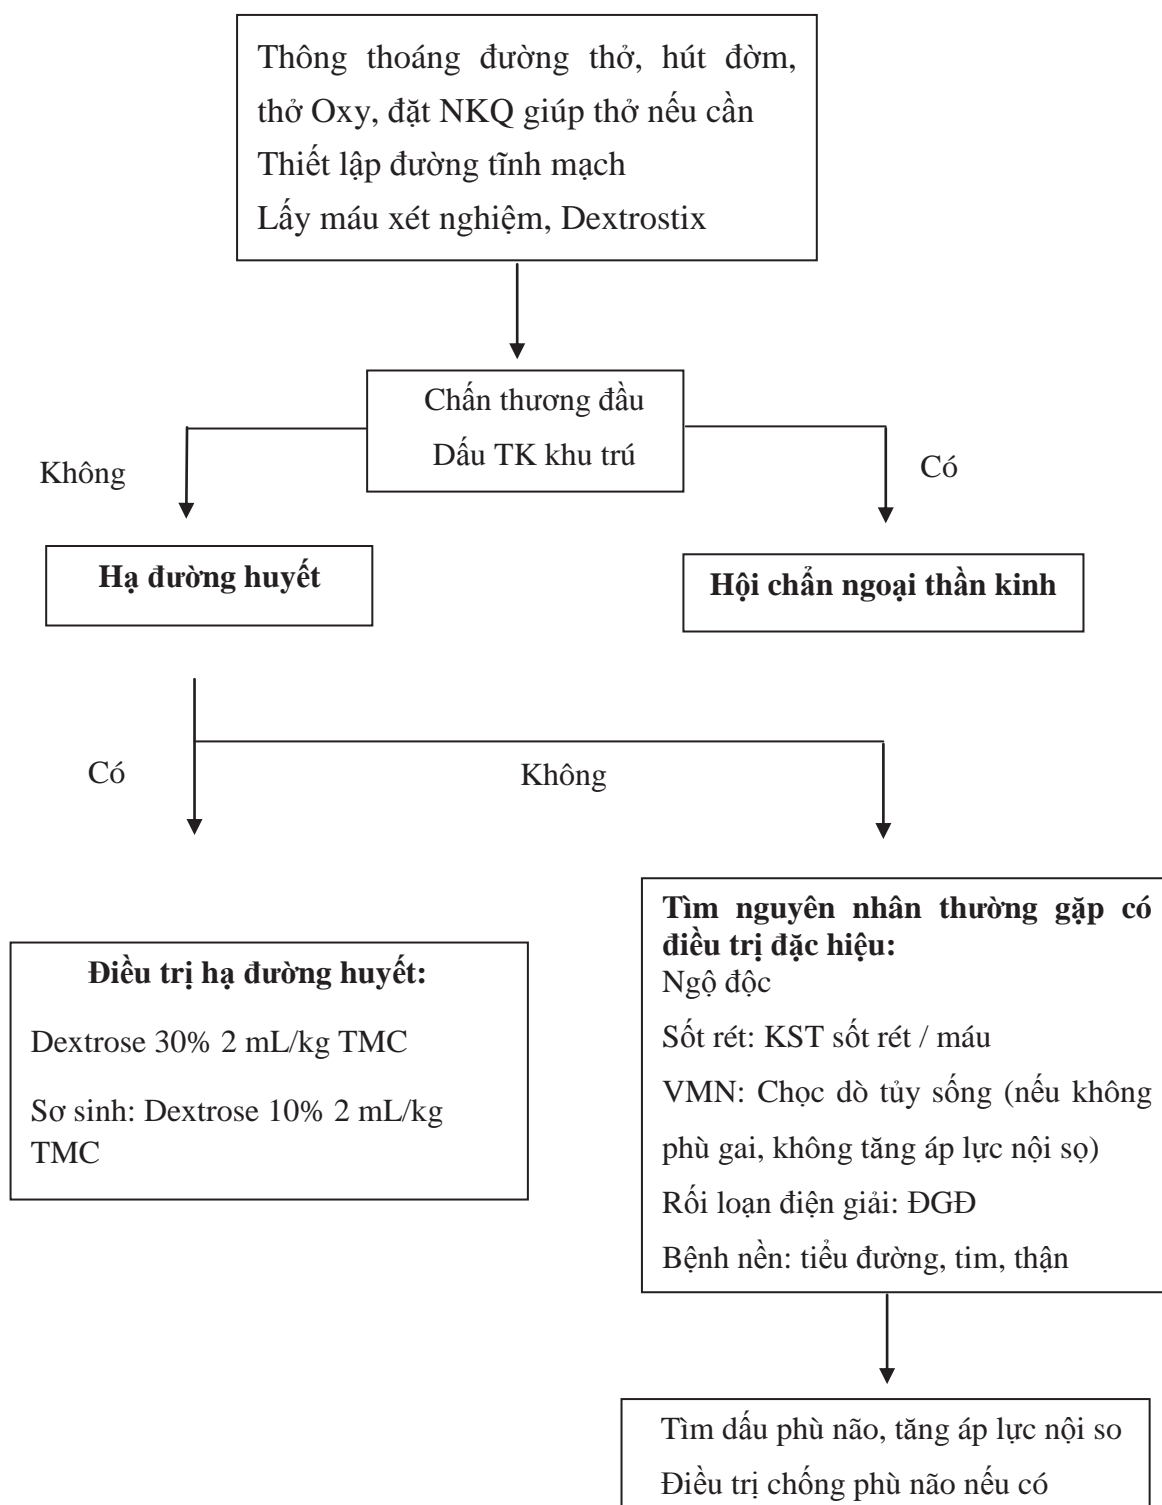 Thông thoáng đường thở, hút đờm,
thở Oxy, đặt NKQ giúp thở nếu cần
Thiết lập đường tĩnh mạch
Lấy máu xét nghiệm, Dextrostix
Chấn thương đầu
Dấu TK khu trú
Không
Có
Hạ đường huyết
Hội chẩn ngoại thần kinh
Có
Không
Điều trị hạ đường huyết:
Dextrose 30% 2 mL/kg TMC
Sơ sinh: Dextrose 10% 2 mL/kg
TMC
Tìm nguyên nhân thường gặp có
điều trị đặc hiệu:
Ngộ độc
Sốt rét: KST sốt rét / máu
VMN: Chọc dò tủy sống (nếu không
phù gai, không tăng áp lực nội sọ)
Rối loạn điện giải: ĐGĐ
Bệnh nền: tiểu đường, tim, thận
Tìm dấu phù não, tăng áp lực nội so
Điều trị chống phù não nếu có